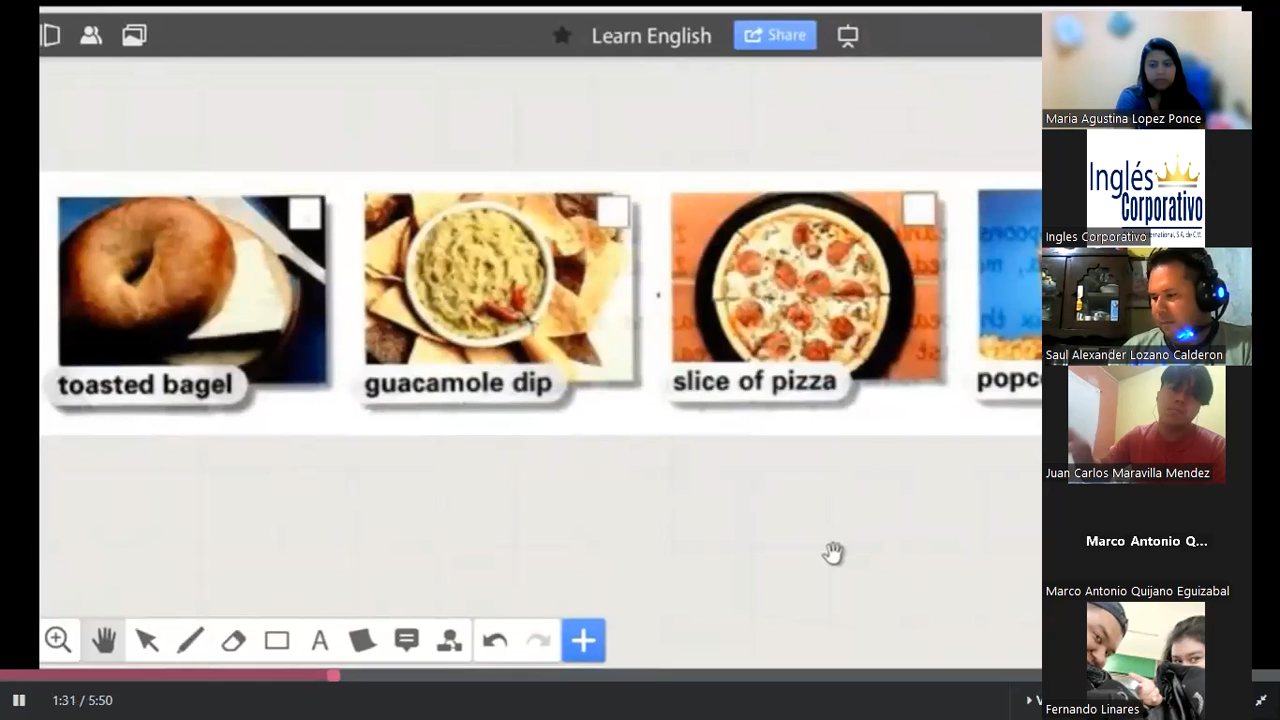 Learn English
Share
toasted bagel
guacamole dip
slice of pizza
popc
1:31 / 5:50
Maria Agustina Lopez Ponce
Inglés
Corporativo
Ingles Corporativo
Saul Alexander Lozano Calderon
Juan Carlos Maravilla Mendez
Marco Antonio Q...
Marco Antonio Quijano Eguizabal
Fernando Linares